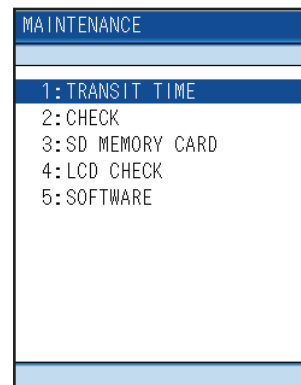 MAINTENANCE
1:TRANSIT TIME
2:CHECK
3:SD MEMORY CARD
4:LCD CHECK
5:SOFTWARE